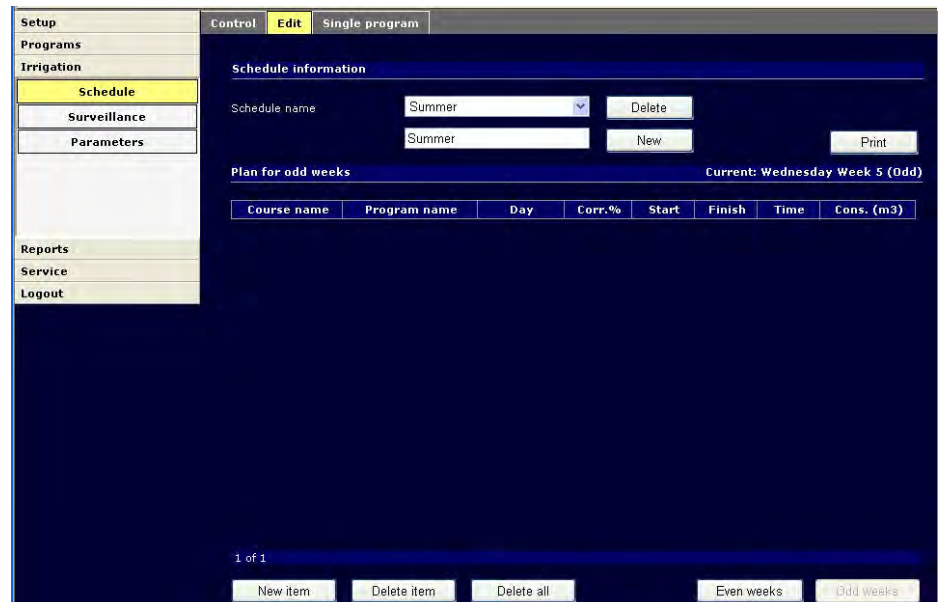 Setup
Programs
Irrigation
Schedule
Surveillance
Parameters
Reports
Service
Logout
Control Edit Single program
Schedule information
Schedule name Summer Delete
Summer New Print
Plan for odd weeks Current: Wednesday Week 5 (Odd)
Course name Program name Day Corr.% Start Finish Time Cons. (m3)
1 of 1
New item Delete item Delete all Even weeks Odd weeks